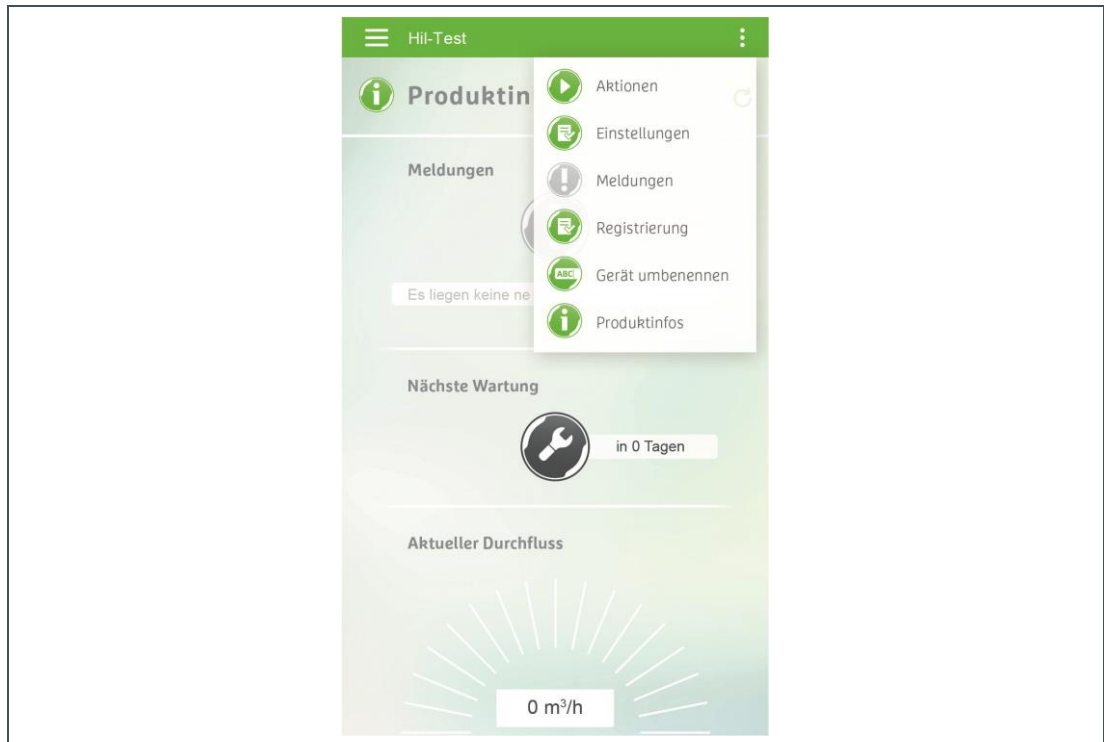 Hil-Test
Produktin
Aktionen
Einstellungen
Meldungen
Meldungen
Registrierung
ABC
Gerät umbenennen
Es liegen keine ne
Produktinfos
Nächste Wartung
in 0 Tagen
Aktueller Durchfluss
0 m³/h